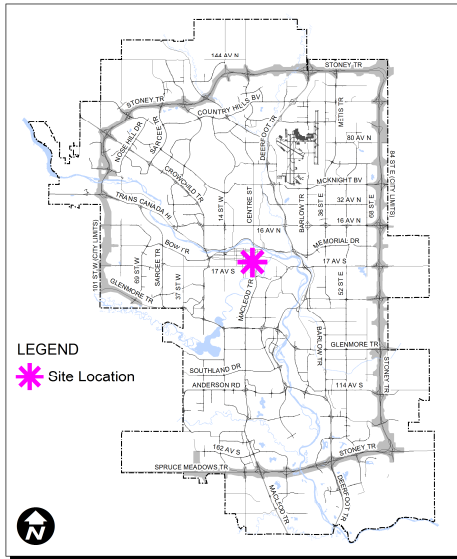 144 AV N
STONEY TR
STONEY TR
COUNTRY HILLS BV
METIS TR
NOSE HILL DR
SARCEE TR
DEERFOOT TR
80 AV N
84 ST E (CITY LIMITS)
CROWCHILD TR
MCKNIGHT BV
TRANS CANADA HI
14 ST W
CENTRE ST
BARLOW TR
36 ST E
32 AV N
68 ST E
16 AV N
16 AV N
101 ST W (CITY LIMITS)
BOW TR
MEMORIAL DR
69 ST W
SARCEE TR
37 ST W
17 AV S
17 AV S
GLENMORE TR
MACLEOD TR
52 ST E
BARLOW TR
GLENMORE TR
STONEY TR
LEGEND
Site Location
SOUTHLAND DR
ANDERSON RD
114 AV S
162 AV S
STONEY TR
SPRUCE MEADOWS TR
MACLEOD TR
DEERFOOT TR
N